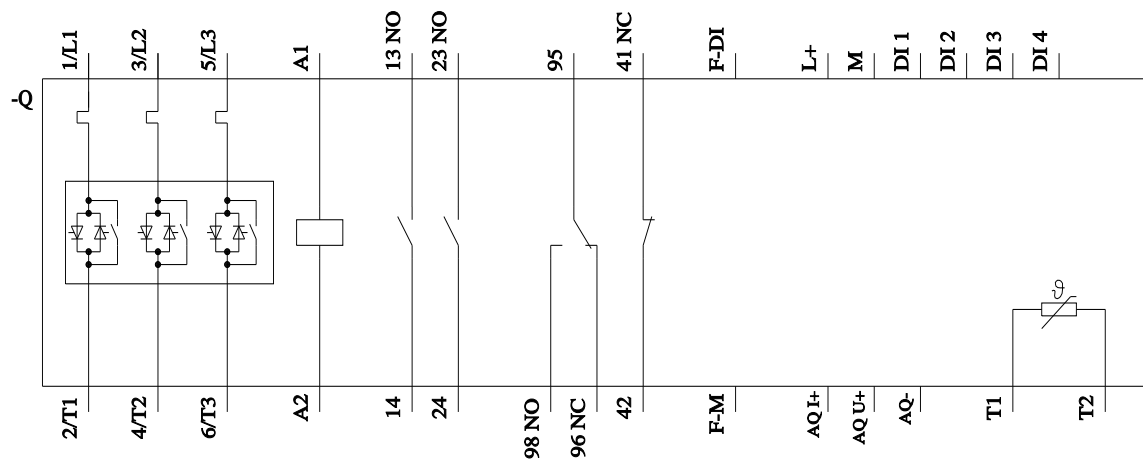 1/L1
3/L2
5/L3
A1
13 NO
23 NO
95
41 NC
F-DI
L+
M
DI 1
DI 2
DI 3
DI 4
-Q
ϑ
2/T1
4/T2
6/T3
A2
14
24
98 NO
96 NC
42
F-M
AQ I+
AQ U+
AQ-
T1
T2